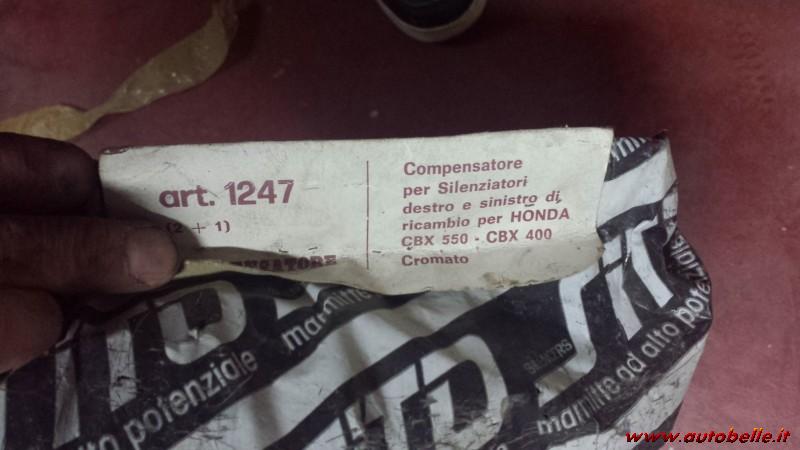 art. 1247
(2 + 1)
Compensatore
per Silenziatori
destro e sinistro di
ricambio per HONDA
CBX 550 - CBX 400
Cromato
marmitte
alto potenziale
marmitte ad alto potenziale
www.autobelle.it